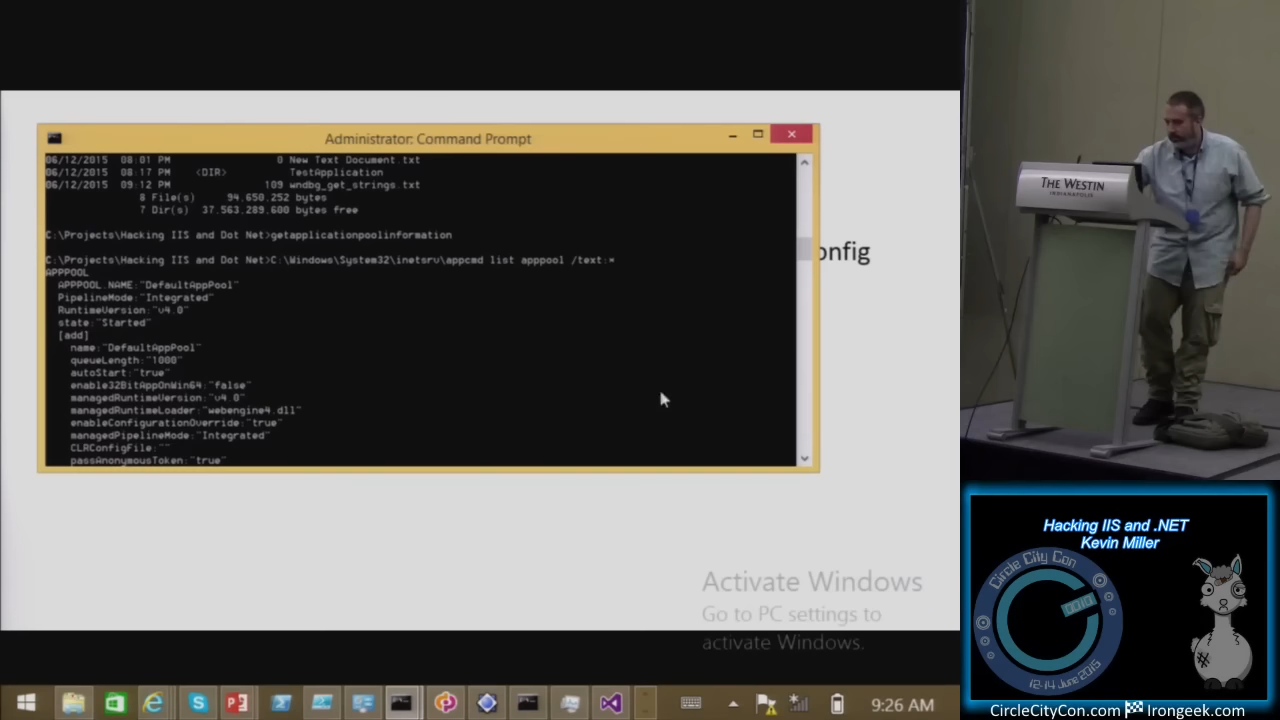 Administrator: Command Prompt
06/12/2015 08:01 PM 0 New Text Document.txt
06/12/2015 08:17 PM <DIR> TestApplication
06/12/2015 09:12 PM 109 wndbg_get_strings.txt
8 File(s) 94,650,252 bytes
7 Dir(s) 37,563,289,600 bytes free
C:\Projects\Hacking IIS and Dot Net>getapplicationpoolinformation
C:\Projects\Hacking IIS and Dot Net>C:\Windows\System32\inetsrv\appcmd list apppool /text:*
APPPOOL
APPPOOL.NAME:"DefaultAppPool"
PipelineMode:"Integrated"
RuntimeVersion:"v4.0"
state:"Started"
[add]
name:"DefaultAppPool"
queueLength:"1000"
autoStart:"true"
enable32BitAppOnWin64:"false"
managedRuntimeVersion:"v4.0"
managedRuntimeLoader:"webengine4.dll"
enableConfigurationOverride:"true"
managedPipelineMode:"Integrated"
CLRConfigFile:""
passAnonymousToken:"true"
onfig
Activate Windows
Go to PC settings to
activate Windows.
9:26 AM
THE WESTIN
INDIANAPOLIS
Hacking IIS and .NET
Kevin Miller
Circle City Con
12-14 June 2015
CircleCityCon.com Irongeek.com